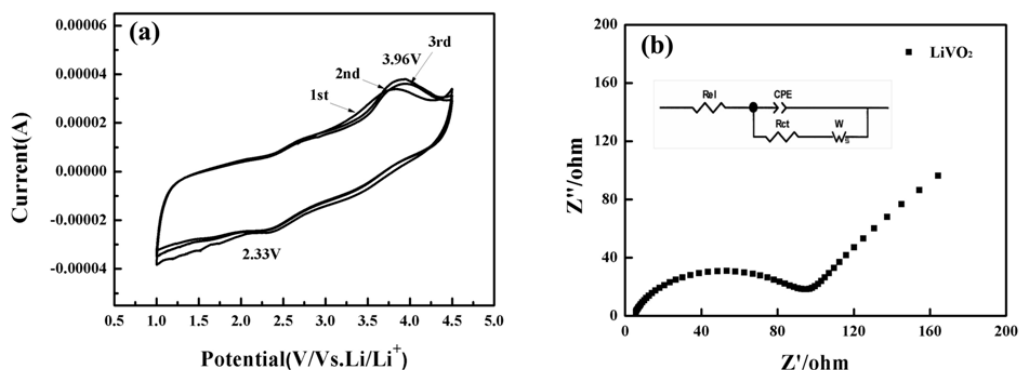 (a)
0.00006
0.00004
0.00002
0.00000
-0.00002
-0.00004
Current(A)
3.96V
3rd
2nd
1st
2.33V
0.5 1.0 1.5 2.0 2.5 3.0 3.5 4.0 4.5 5.0
Potential(V/Vs.Li/Li⁺)
(b)
LiVO₂
200
160
120
80
40
0
Z''/ohm
Rel
CPE
Rct
W
s
0 40 80 120 160 200
Z'/ohm